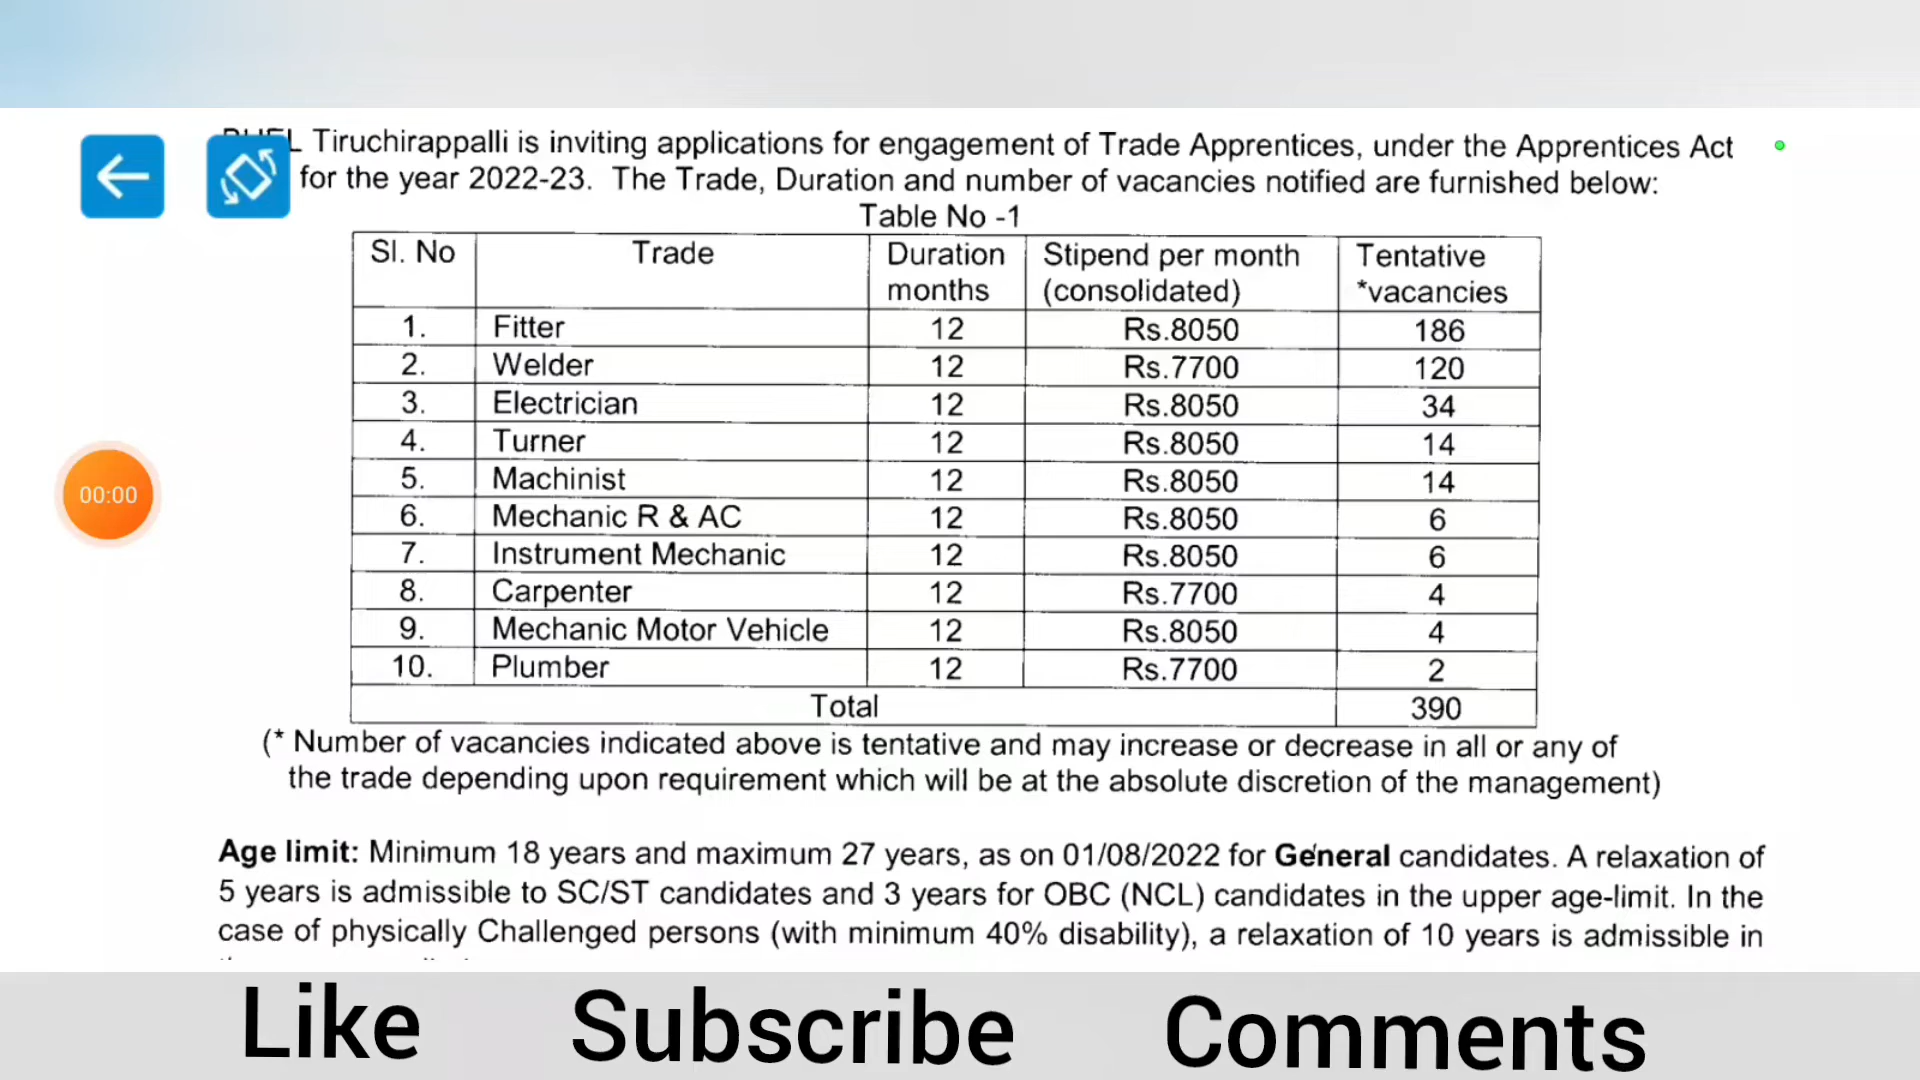 BHEL Tiruchirappalli is inviting applications for engagement of Trade Apprentices, under the Apprentices Act
for the year 2022-23. The Trade, Duration and number of vacancies notified are furnished below:
Table No -1
Sl. No Trade Duration months Stipend per month (consolidated) Tentative *vacancies
1. Fitter 12 Rs.8050 186
2. Welder 12 Rs.7700 120
3. Electrician 12 Rs.8050 34
4. Turner 12 Rs.8050 14
5. Machinist 12 Rs.8050 14
6. Mechanic R & AC 12 Rs.8050 6
7. Instrument Mechanic 12 Rs.8050 6
8. Carpenter 12 Rs.7700 4
9. Mechanic Motor Vehicle 12 Rs.8050 4
10. Plumber 12 Rs.7700 2
Total 390
(* Number of vacancies indicated above is tentative and may increase or decrease in all or any of
the trade depending upon requirement which will be at the absolute discretion of the management)
00:00
Age limit: Minimum 18 years and maximum 27 years, as on 01/08/2022 for General candidates. A relaxation of
5 years is admissible to SC/ST candidates and 3 years for OBC (NCL) candidates in the upper age-limit. In the
case of physically Challenged persons (with minimum 40% disability), a relaxation of 10 years is admissible in
Like Subscribe Comments